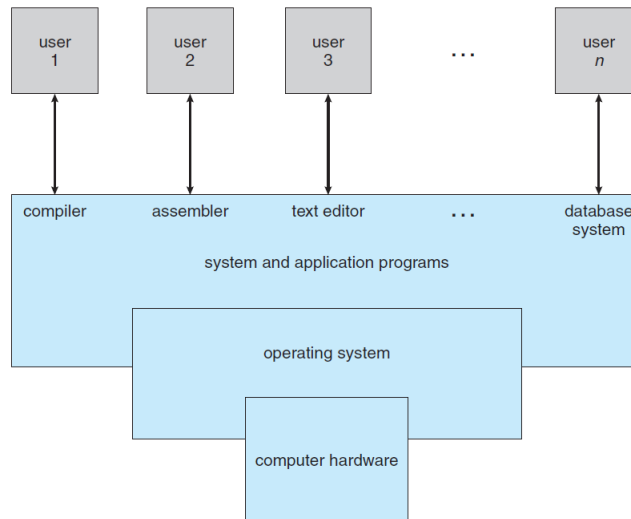 user
1
user
2
user
3
...
user
n
compiler
assembler
text editor
...
database
system
system and application programs
operating system
computer hardware